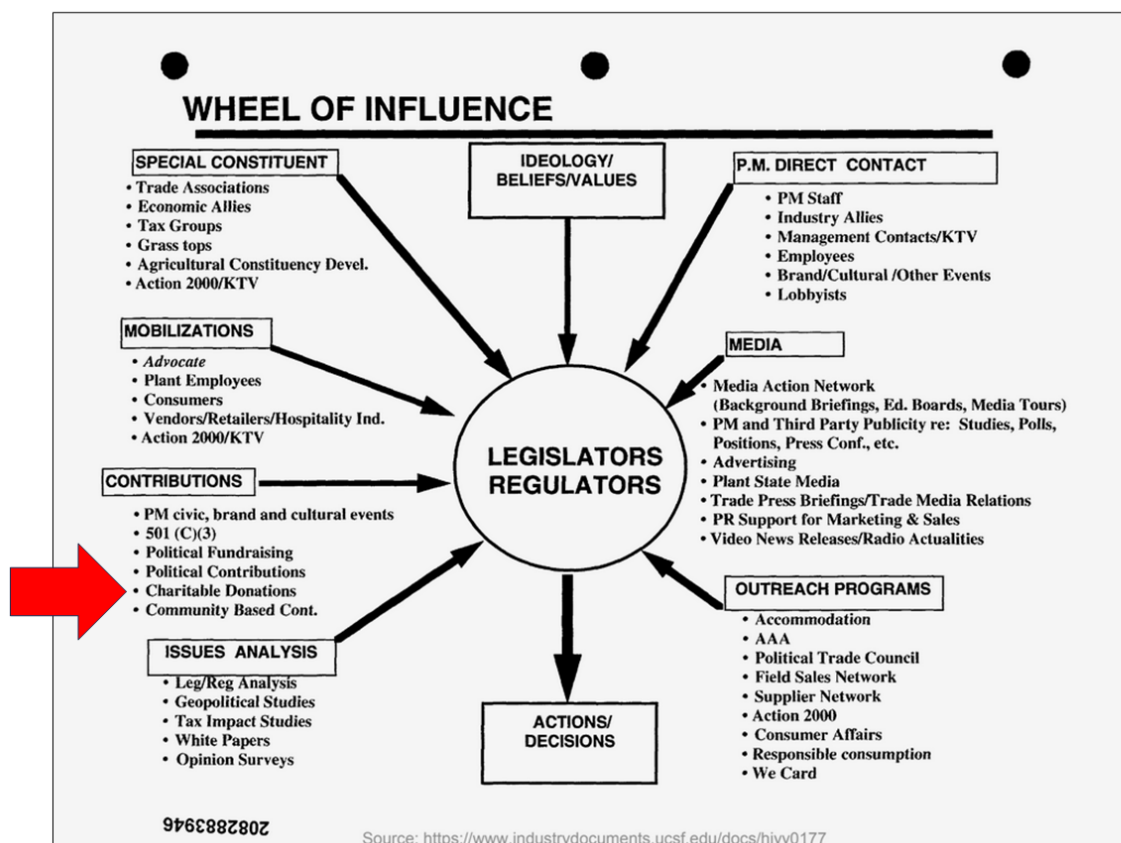 WHEEL OF INFLUENCE
SPECIAL CONSTITUENT
• Trade Associations
• Economic Allies
• Tax Groups
• Grass tops
• Agricultural Constituency Devel.
• Action 2000/KTV
IDEOLOGY/
BELIEFS/VALUES
P.M. DIRECT CONTACT
• PM Staff
• Industry Allies
• Management Contacts/KTV
• Employees
• Brand/Cultural /Other Events
• Lobbyists
MOBILIZATIONS
• Advocate
• Plant Employees
• Consumers
• Vendors/Retailers/Hospitality Ind.
• Action 2000/KTV
MEDIA
• Media Action Network
(Background Briefings, Ed. Boards, Media Tours)
• PM and Third Party Publicity re: Studies, Polls,
Positions, Press Conf., etc.
• Advertising
• Plant State Media
• Trade Press Briefings/Trade Media Relations
• PR Support for Marketing & Sales
• Video News Releases/Radio Actualities
LEGISLATORS
REGULATORS
CONTRIBUTIONS
• PM civic, brand and cultural events
• 501 (C)(3)
• Political Fundraising
• Political Contributions
• Charitable Donations
• Community Based Cont.
OUTREACH PROGRAMS
• Accommodation
• AAA
• Political Trade Council
• Field Sales Network
• Supplier Network
• Action 2000
• Consumer Affairs
• Responsible consumption
• We Card
ISSUES ANALYSIS
• Leg/Reg Analysis
• Geopolitical Studies
• Tax Impact Studies
• White Papers
• Opinion Surveys
ACTIONS/
DECISIONS
2082883946
Source: https://www.industrydocuments.ucsf.edu/docs/hjvv0177